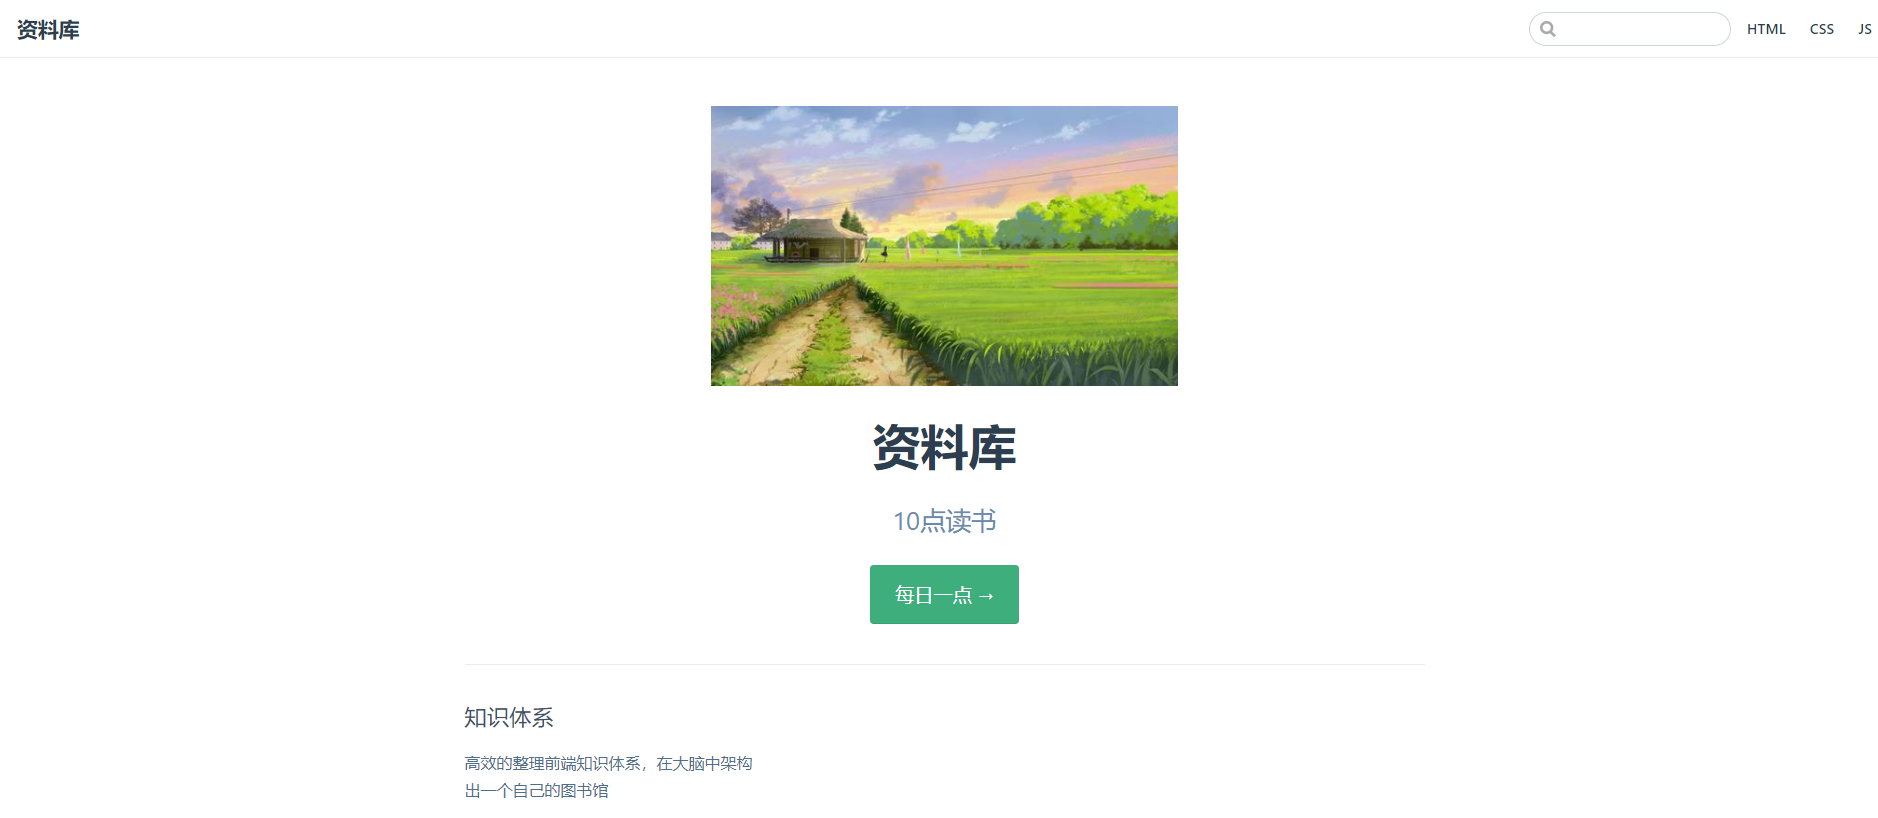 资料库
HTML CSS JS
资料库
10点读书
每日一点 →
知识体系
高效的整理前端知识体系，在大脑中架构
出一个自己的图书馆